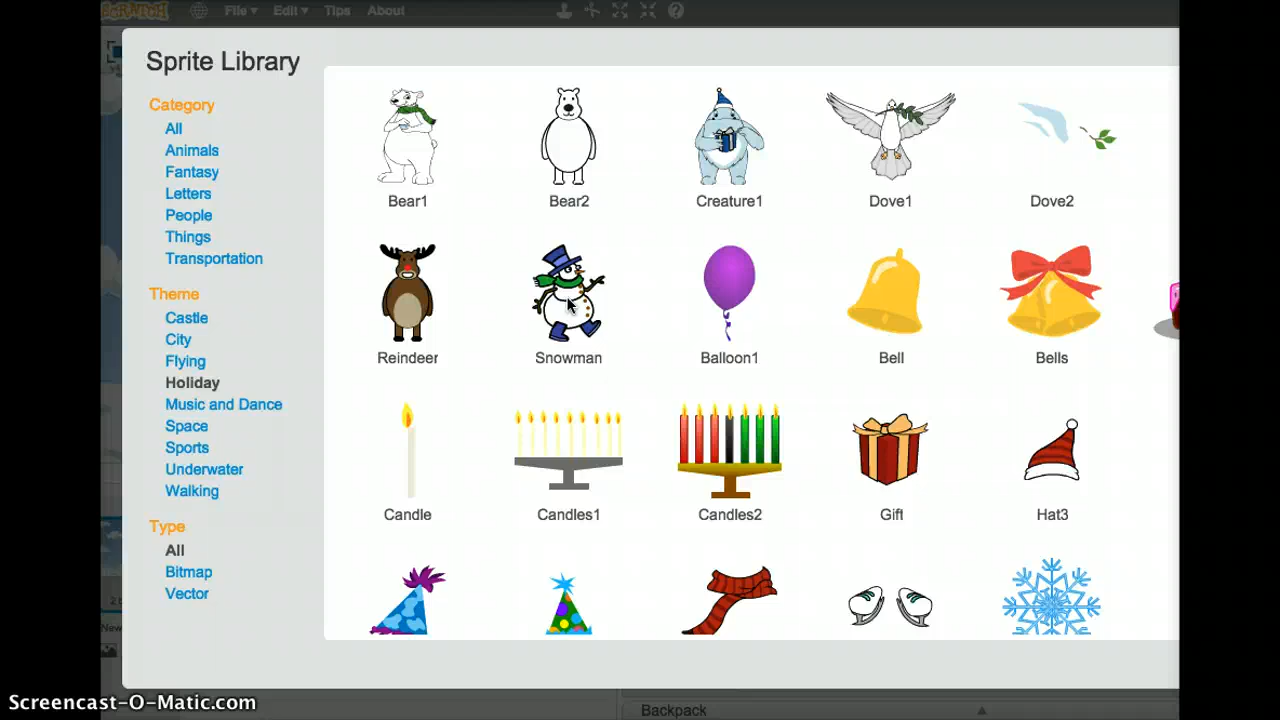 SCRATCH File Edit Tips About
Sprite Library
Category
All
Animals
Fantasy
Letters
People
Things
Transportation
Theme
Castle
City
Flying
Holiday
Music and Dance
Space
Sports
Underwater
Walking
Type
All
Bitmap
Vector
Bear1 Bear2 Creature1 Dove1 Dove2
Reindeer Snowman Balloon1 Bell Bells
Candle Candles1 Candles2 Gift Hat3
New
Backpack
Screencast-O-Matic.com